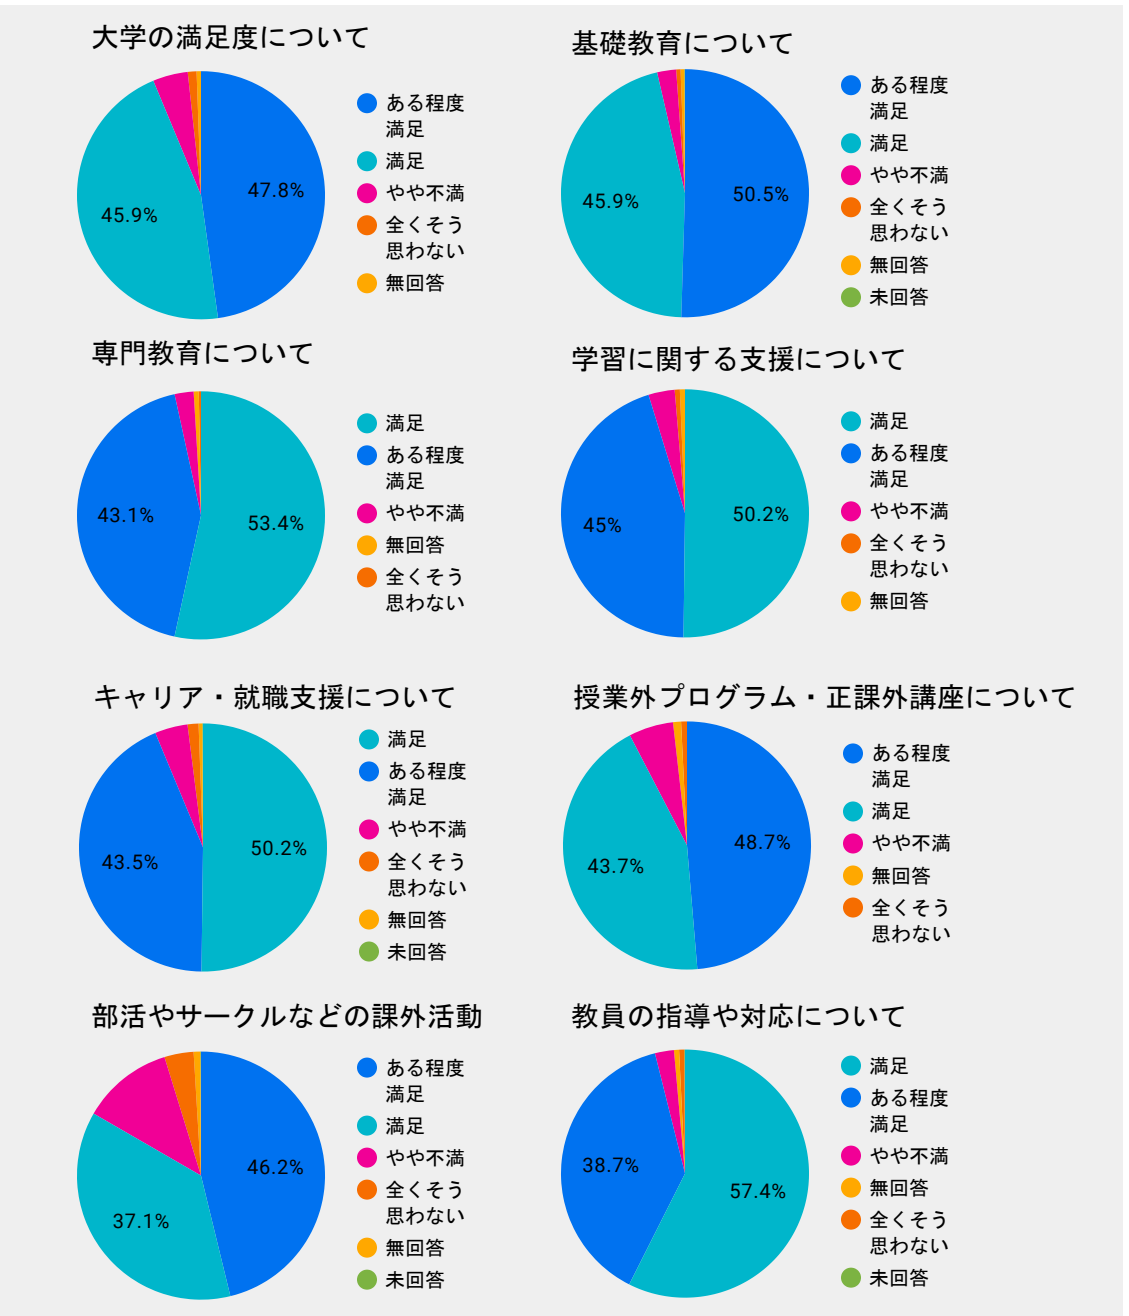 大学の満足度について
47.8%
45.9%
ある程度
満足
満足
やや不満
全くそう
思わない
無回答
基礎教育について
50.5%
45.9%
ある程度
満足
満足
やや不満
全くそう
思わない
無回答
未回答
専門教育について
43.1%
53.4%
満足
ある程度
満足
やや不満
無回答
全くそう
思わない
学習に関する支援について
50.2%
45%
満足
ある程度
満足
やや不満
全くそう
思わない
無回答
キャリア・就職支援について
50.2%
43.5%
満足
ある程度
満足
やや不満
全くそう
思わない
無回答
未回答
授業外プログラム・正課外講座について
48.7%
43.7%
ある程度
満足
満足
やや不満
無回答
全くそう
思わない
部活やサークルなどの課外活動
46.2%
37.1%
ある程度
満足
満足
やや不満
全くそう
思わない
無回答
未回答
教員の指導や対応について
38.7%
57.4%
満足
ある程度
満足
やや不満
無回答
全くそう
思わない
未回答